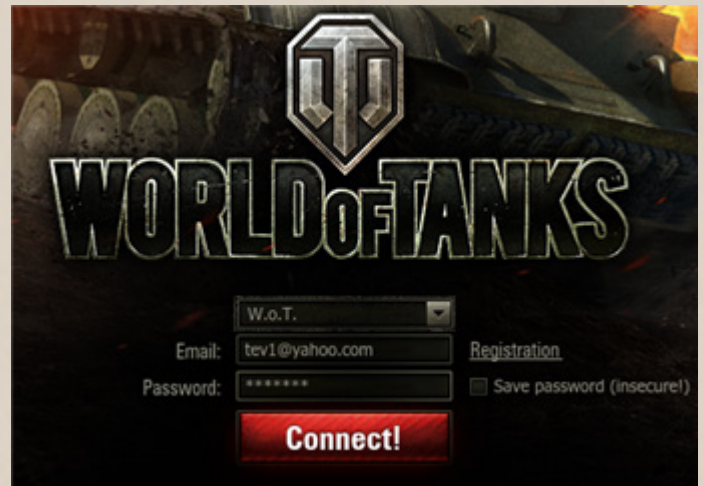 WORLD OF TANKS
W.o.T.
Email: tev1@yahoo.com Registration
Password: ******* Save password (insecure!)
Connect!